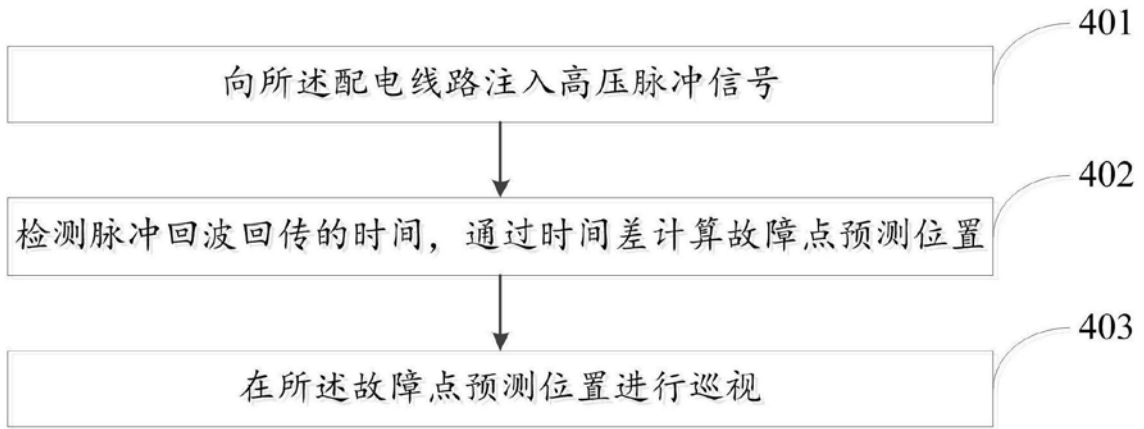 401
向所述配电线路注入高压脉冲信号
402
检测脉冲回波回传的时间，通过时间差计算故障点预测位置
403
在所述故障点预测位置进行巡视